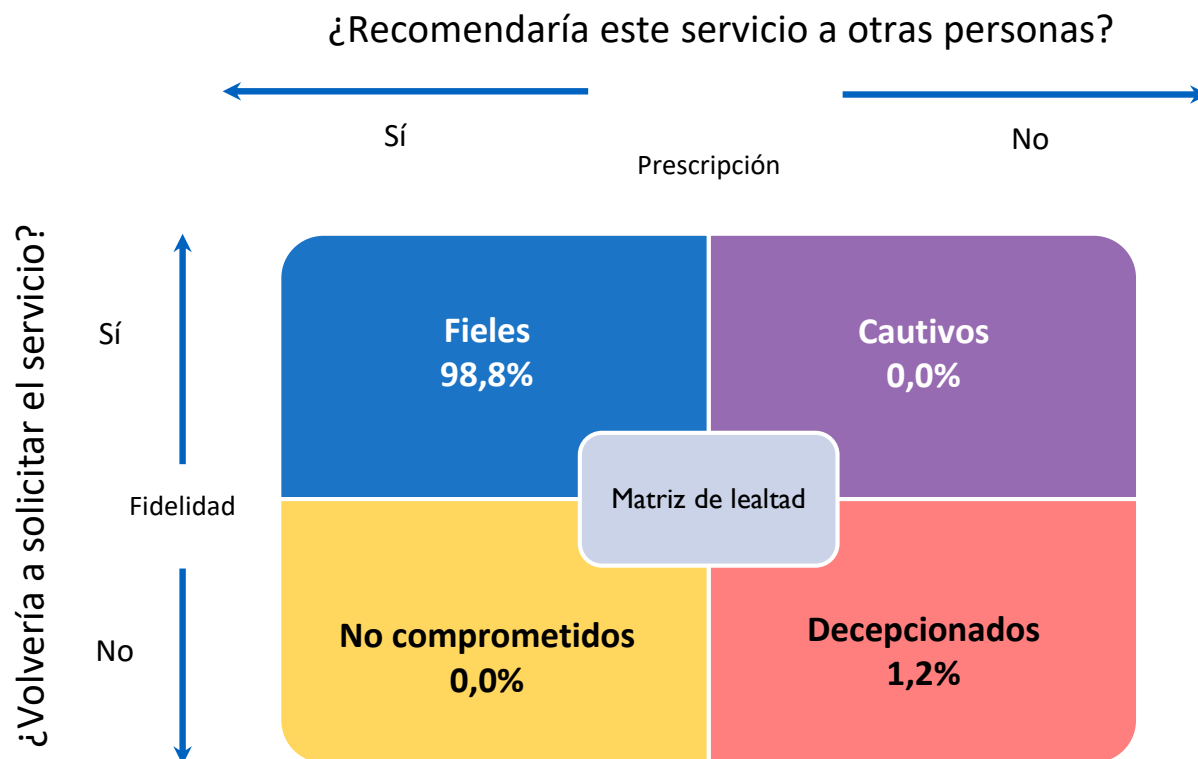 ¿Recomendaría este servicio a otras personas?
Sí
No
Prescripción
¿Volvería a solicitar el servicio?
Sí
Fidelidad
No
Fieles
98,8%
Cautivos
0,0%
Matriz de lealtad
No comprometidos
0,0%
Decepcionados
1,2%